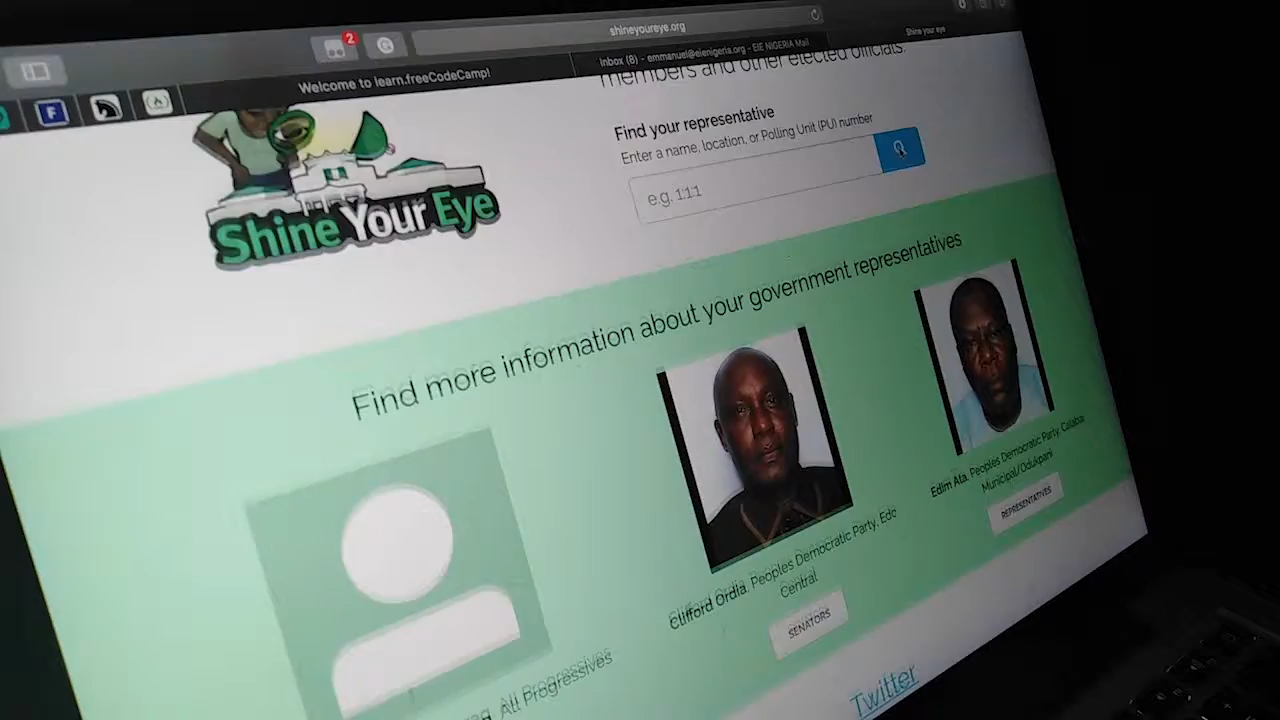 shineyoureye.org
2
Welcome to learn.freeCodeCamp!
Inbox (8) - emmanuel@eienigeria.org - EiE NIGERIA Mail
Shine your eye
F
members and other elected officials.
Find your representative
Enter a name, location, or Polling Unit (PU) number
e.g. 1:1:1
Shine Your Eye
Find more information about your government representatives
Edim Ata, Peoples Democratic Party, Calabar
Municipal/Odukpani
REPRESENTATIVES
Clifford Ordia, Peoples Democratic Party, Edo
Central
SENATORS
All Progressives
Twitter